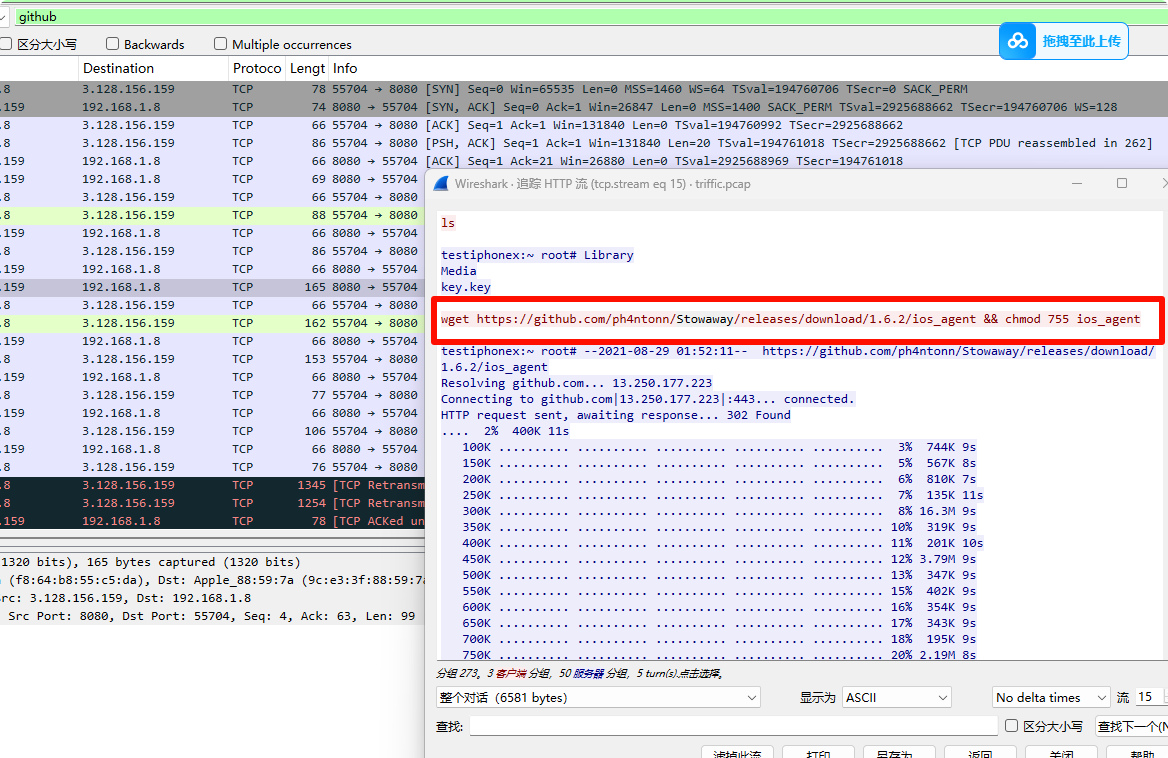 github
区分大小写 Backwards Multiple occurrences
拖拽至此上传
Destination Protoco Lengt Info
.8 3.128.156.159 TCP 78 55704 → 8080 [SYN] Seq=0 Win=65535 Len=0 MSS=1460 WS=64 TSval=194760706 TSecr=0 SACK_PERM
.159 192.168.1.8 TCP 74 8080 → 55704 [SYN, ACK] Seq=0 Ack=1 Win=26847 Len=0 MSS=1400 SACK_PERM TSval=2925688662 TSecr=194760706 WS=128
.8 3.128.156.159 TCP 66 55704 → 8080 [ACK] Seq=1 Ack=1 Win=131840 Len=0 TSval=194760992 TSecr=2925688662
.8 3.128.156.159 TCP 86 55704 → 8080 [PSH, ACK] Seq=1 Ack=1 Win=131840 Len=20 TSval=194761018 TSecr=2925688662 [TCP PDU reassembled in 262]
.159 192.168.1.8 TCP 66 8080 → 55704 [ACK] Seq=1 Ack=21 Win=26880 Len=0 TSval=2925688969 TSecr=194761018
.159 192.168.1.8 TCP 69 8080 → 55704
.8 3.128.156.159 TCP 66 55704 → 8080
.8 3.128.156.159 TCP 88 55704 → 8080
.159 192.168.1.8 TCP 66 8080 → 55704
.8 3.128.156.159 TCP 86 55704 → 8080
.159 192.168.1.8 TCP 66 8080 → 55704
.159 192.168.1.8 TCP 165 8080 → 55704
.8 3.128.156.159 TCP 66 55704 → 8080
.8 3.128.156.159 TCP 162 55704 → 8080
.159 192.168.1.8 TCP 66 8080 → 55704
.8 3.128.156.159 TCP 153 55704 → 8080
.159 192.168.1.8 TCP 66 8080 → 55704
.8 3.128.156.159 TCP 77 55704 → 8080
.159 192.168.1.8 TCP 66 8080 → 55704
.8 3.128.156.159 TCP 106 55704 → 8080
.159 192.168.1.8 TCP 66 8080 → 55704
.8 3.128.156.159 TCP 76 55704 → 8080
.8 3.128.156.159 TCP 1345 [TCP Retransm
.8 3.128.156.159 TCP 1254 [TCP Retransm
.159 192.168.1.8 TCP 78 [TCP ACKed un
1320 bits), 165 bytes captured (1320 bits)
(f8:64:b8:55:c5:da), Dst: Apple_88:59:7a (9c:e3:3f:88:59:7a
rc: 3.128.156.159, Dst: 192.168.1.8
Src Port: 8080, Dst Port: 55704, Seq: 4, Ack: 63, Len: 99
Wireshark · 追踪 HTTP 流 (tcp.stream eq 15) · triffic.pcap
ls
testiphonex:~ root# Library
Media
key.key
wget https://github.com/ph4ntonn/Stowaway/releases/download/1.6.2/ios_agent && chmod 755 ios_agent
testiphonex:~ root# --2021-08-29 01:52:11-- https://github.com/ph4ntonn/Stowaway/releases/download/
1.6.2/ios_agent
Resolving github.com... 13.250.177.223
Connecting to github.com|13.250.177.223|:443... connected.
HTTP request sent, awaiting response... 302 Found
.... 2% 400K 11s
100K .......... .......... .......... .......... .......... 3% 744K 9s
150K .......... .......... .......... .......... .......... 5% 567K 8s
200K .......... .......... .......... .......... .......... 6% 810K 7s
250K .......... .......... .......... .......... .......... 7% 135K 11s
300K .......... .......... .......... .......... .......... 8% 16.3M 9s
350K .......... .......... .......... .......... .......... 10% 319K 9s
400K .......... .......... .......... .......... .......... 11% 201K 10s
450K .......... .......... .......... .......... .......... 12% 3.79M 9s
500K .......... .......... .......... .......... .......... 13% 347K 9s
550K .......... .......... .......... .......... .......... 15% 402K 9s
600K .......... .......... .......... .......... .......... 16% 354K 9s
650K .......... .......... .......... .......... .......... 17% 343K 9s
700K .......... .......... .......... .......... .......... 18% 195K 9s
750K .......... .......... .......... .......... .......... 20% 2.19M 8s
分组 273。3 客户端 分组，50 服务器 分组，5 turn(s).点击选择。
整个对话 (6581 bytes) 显示为 ASCII No delta times 流 15
查找: 区分大小写 查找下一个(N
滤掉此流 打印 另存为 返回 关闭 帮助